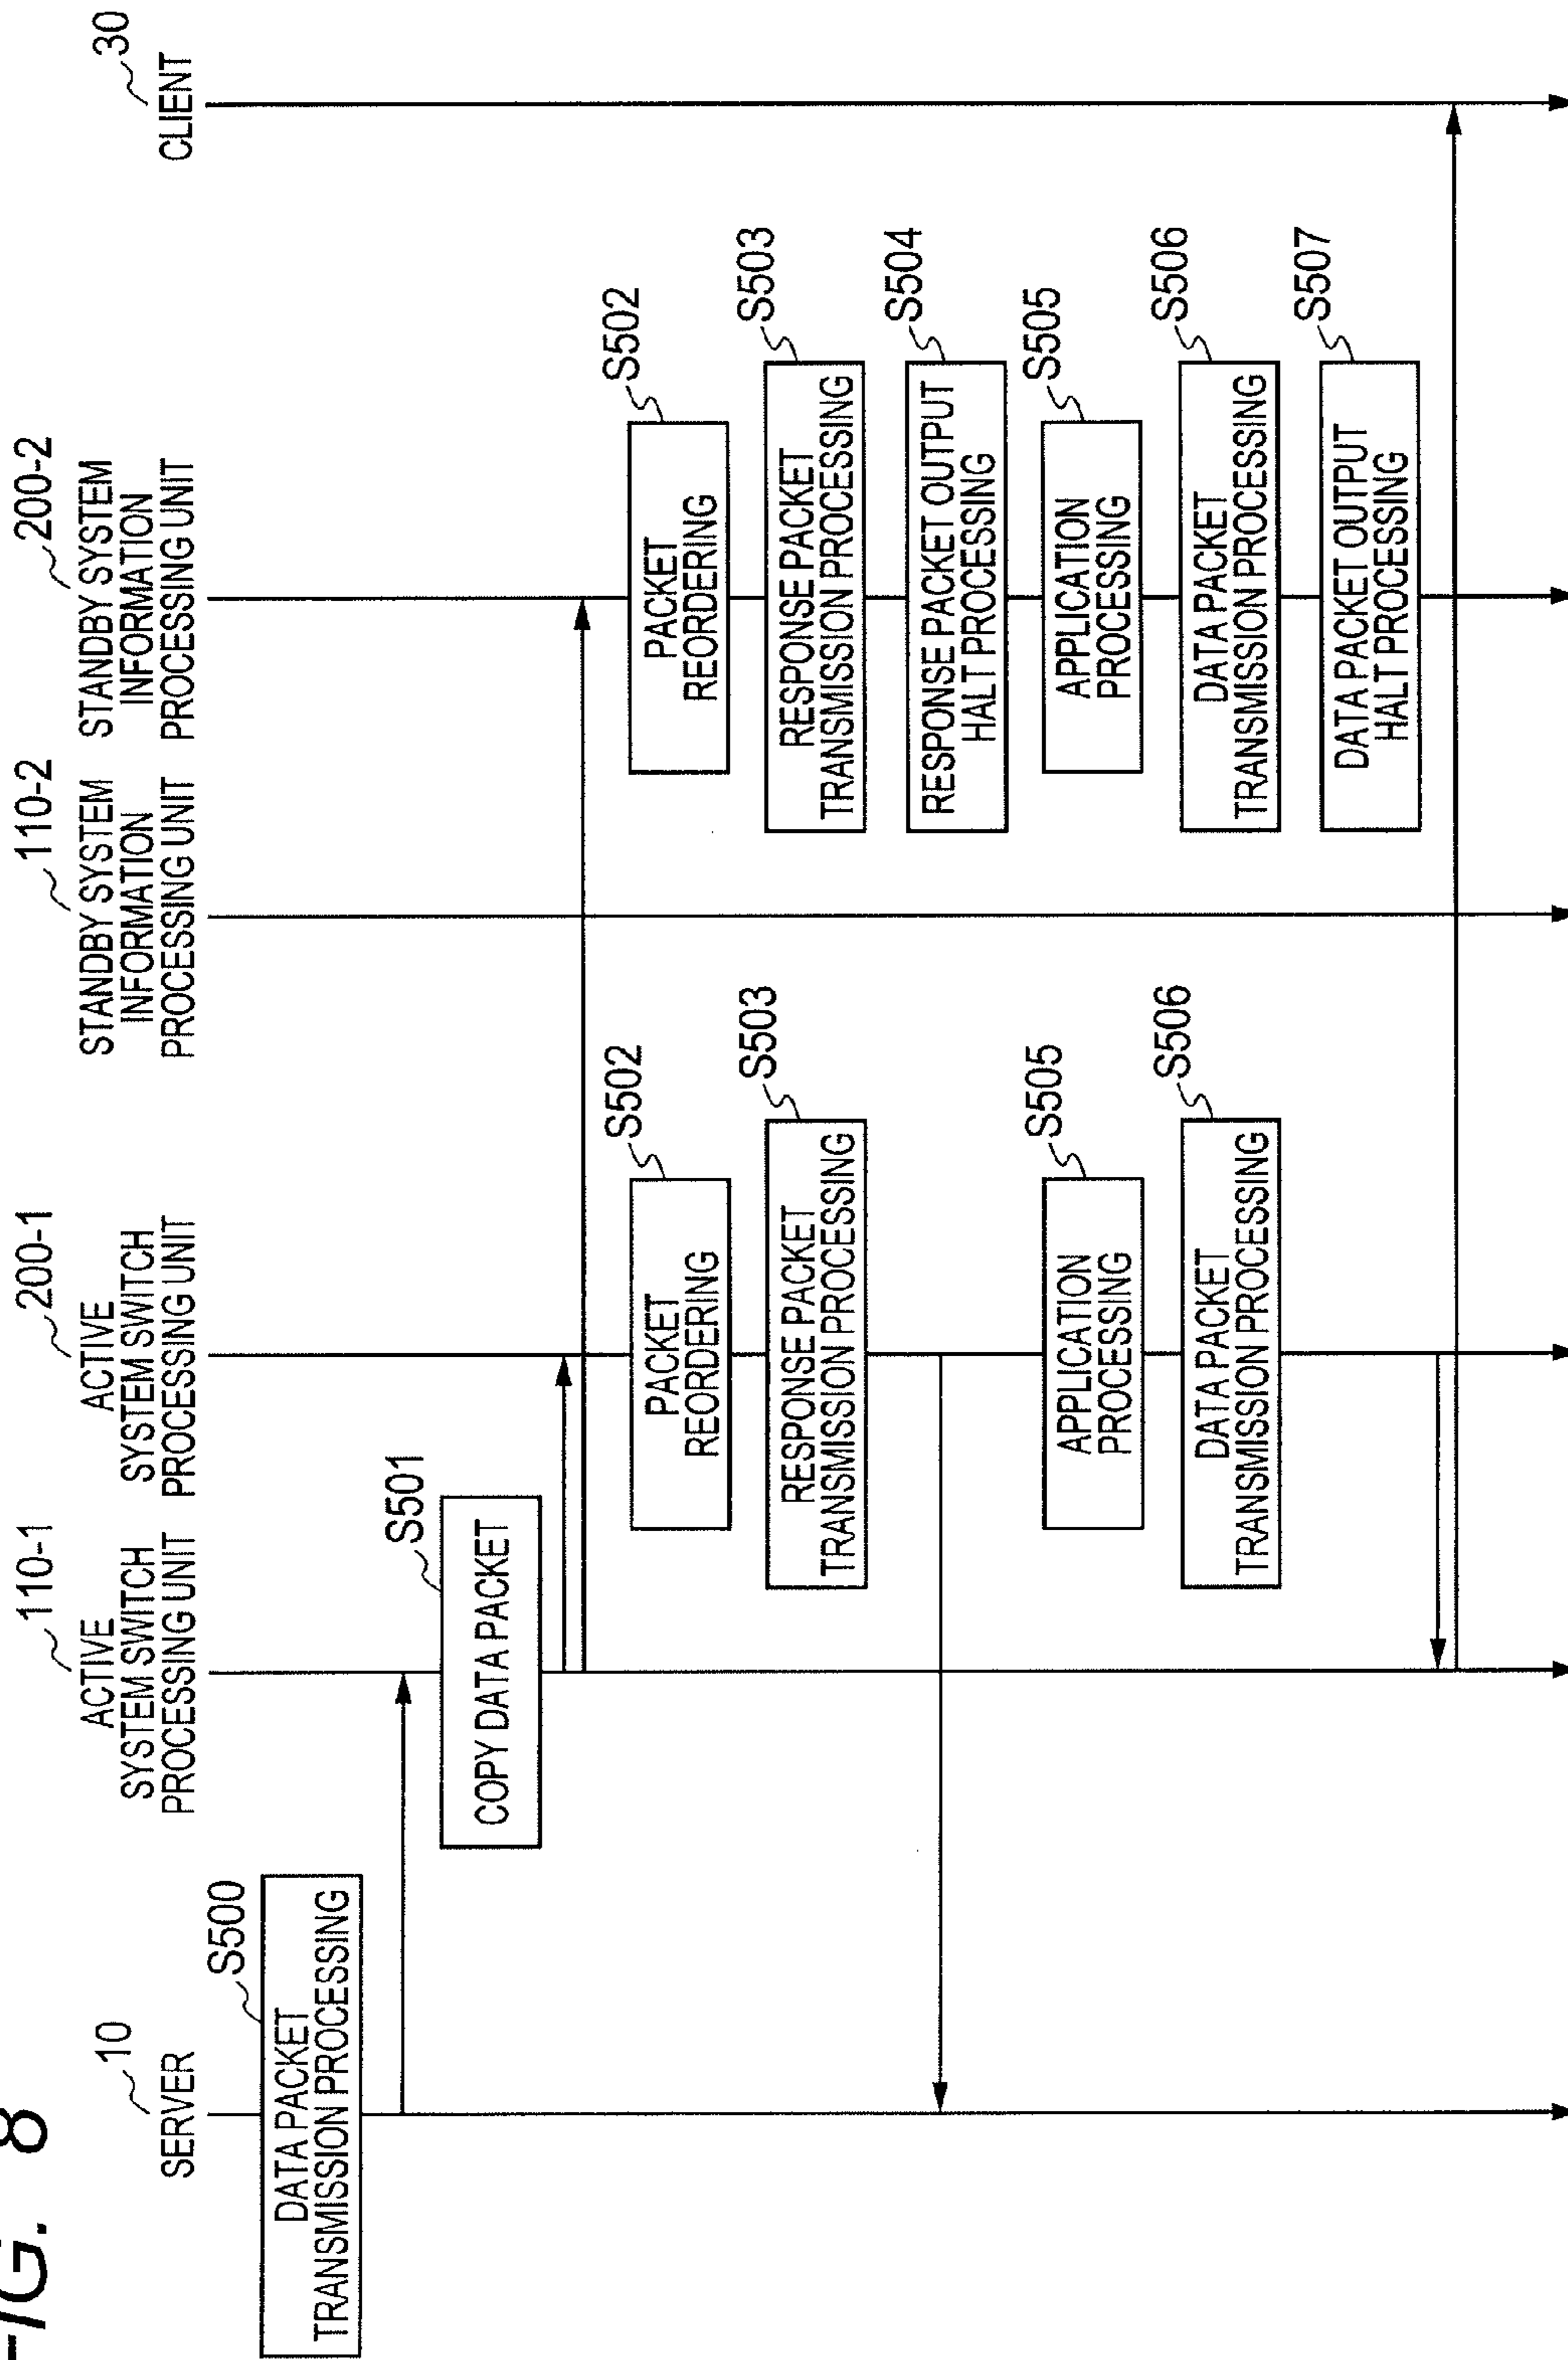 FIG. 8
10
SERVER
110-1
ACTIVE
SYSTEM SWITCH
PROCESSING UNIT
200-1
ACTIVE
SYSTEM SWITCH
PROCESSING UNIT
110-2
STANDBY SYSTEM
INFORMATION
PROCESSING UNIT
200-2
STANDBY SYSTEM
INFORMATION
PROCESSING UNIT
30
CLIENT
S500
DATA PACKET
TRANSMISSION PROCESSING
S501
COPY DATA PACKET
S502
PACKET
REORDERING
S502
PACKET
REORDERING
S503
RESPONSE PACKET
TRANSMISSION PROCESSING
S503
RESPONSE PACKET
TRANSMISSION PROCESSING
S504
RESPONSE PACKET OUTPUT
HALT PROCESSING
S505
APPLICATION
PROCESSING
S505
APPLICATION
PROCESSING
S506
DATA PACKET
TRANSMISSION PROCESSING
S506
DATA PACKET
TRANSMISSION PROCESSING
S507
DATA PACKET OUTPUT
HALT PROCESSING